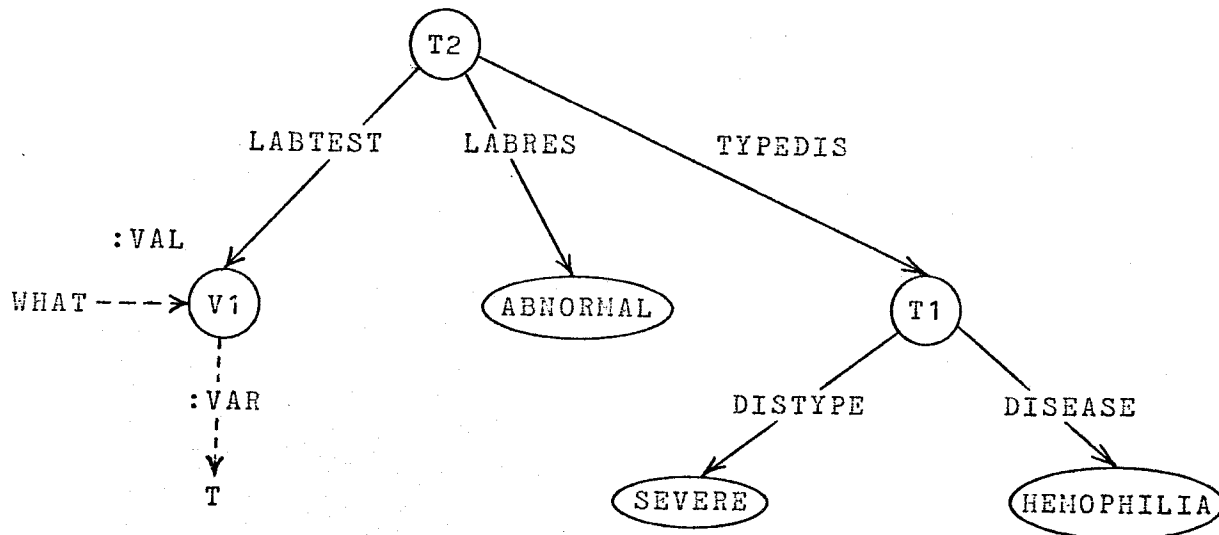 T2
LABTEST LABRES TYPEDIS
:VAL
WHAT V1 ABNORMAL T1
:VAR DISTYPE DISEASE
T SEVERE HEMOPHILIA